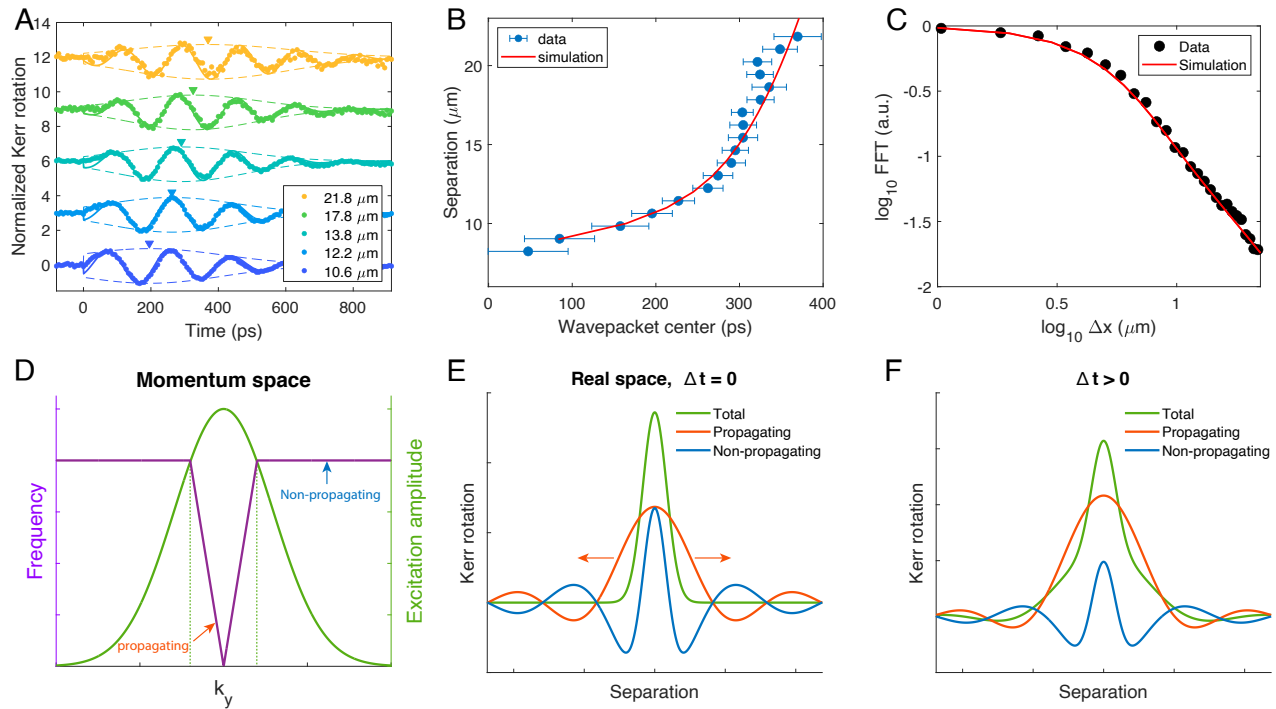 A
Normalized Kerr rotation
14
12
10
8
6
4
2
0
21.8 μm
17.8 μm
13.8 μm
12.2 μm
10.6 μm
0
200
400
600
800
Time (ps)
B
Separation (μm)
20
15
10
data
simulation
0
100
200
300
400
Wavepacket center (ps)
C
log10 FFT (a.u.)
-0.0
-0.5
-1.0
-1.5
-2
Data
Simulation
0
0.5
1
log10 Δx (μm)
D
Momentum space
Frequency
Excitation amplitude
Non-propagating
propagating
ky
E
Real space, Δt = 0
Total
Propagating
Non-propagating
Kerr rotation
Separation
F
Δt > 0
Total
Propagating
Non-propagating
Kerr rotation
Separation